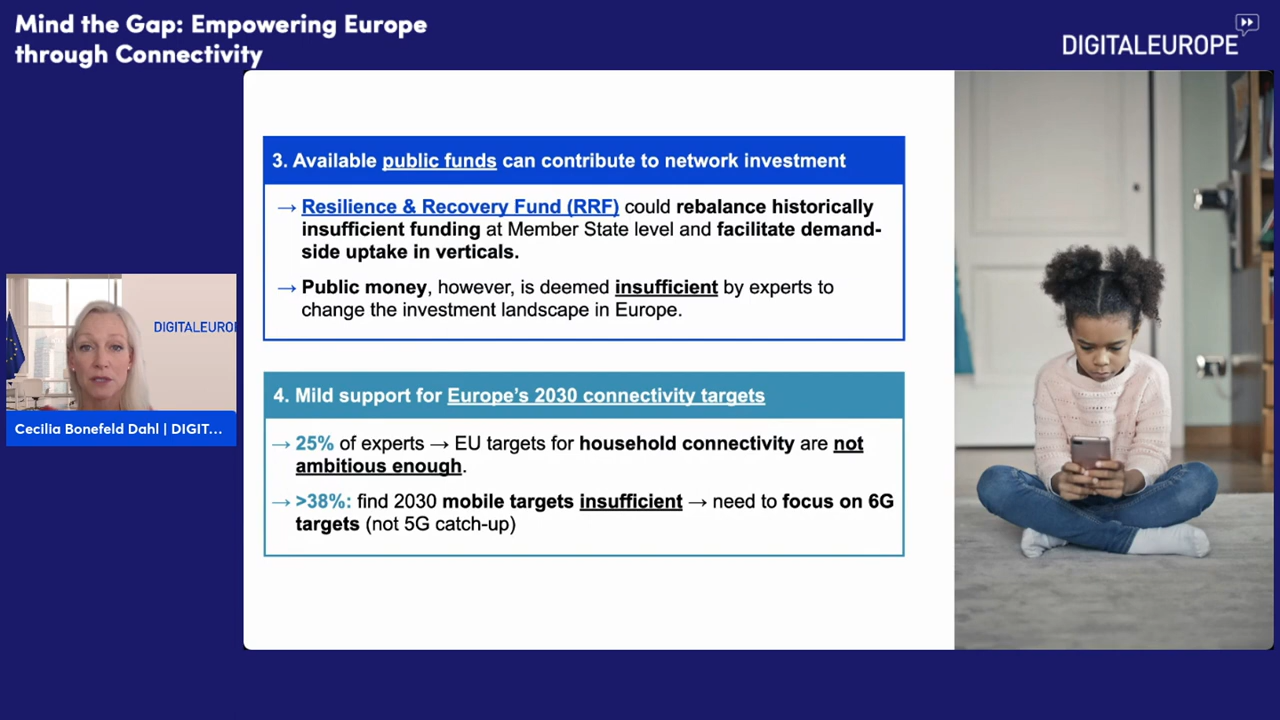 Mind the Gap: Empowering Europe
through Connectivity
DIGITALEUROPE
3. Available public funds can contribute to network investment
→ Resilience & Recovery Fund (RRF) could rebalance historically
insufficient funding at Member State level and facilitate demand-
side uptake in verticals.
→ Public money, however, is deemed insufficient by experts to
change the investment landscape in Europe.
DIGITALEUROP
Cecilia Bonefeld Dahl | DIGIT...
4. Mild support for Europe's 2030 connectivity targets
→ 25% of experts → EU targets for household connectivity are not
ambitious enough.
→ >38%: find 2030 mobile targets insufficient → need to focus on 6G
targets (not 5G catch-up)